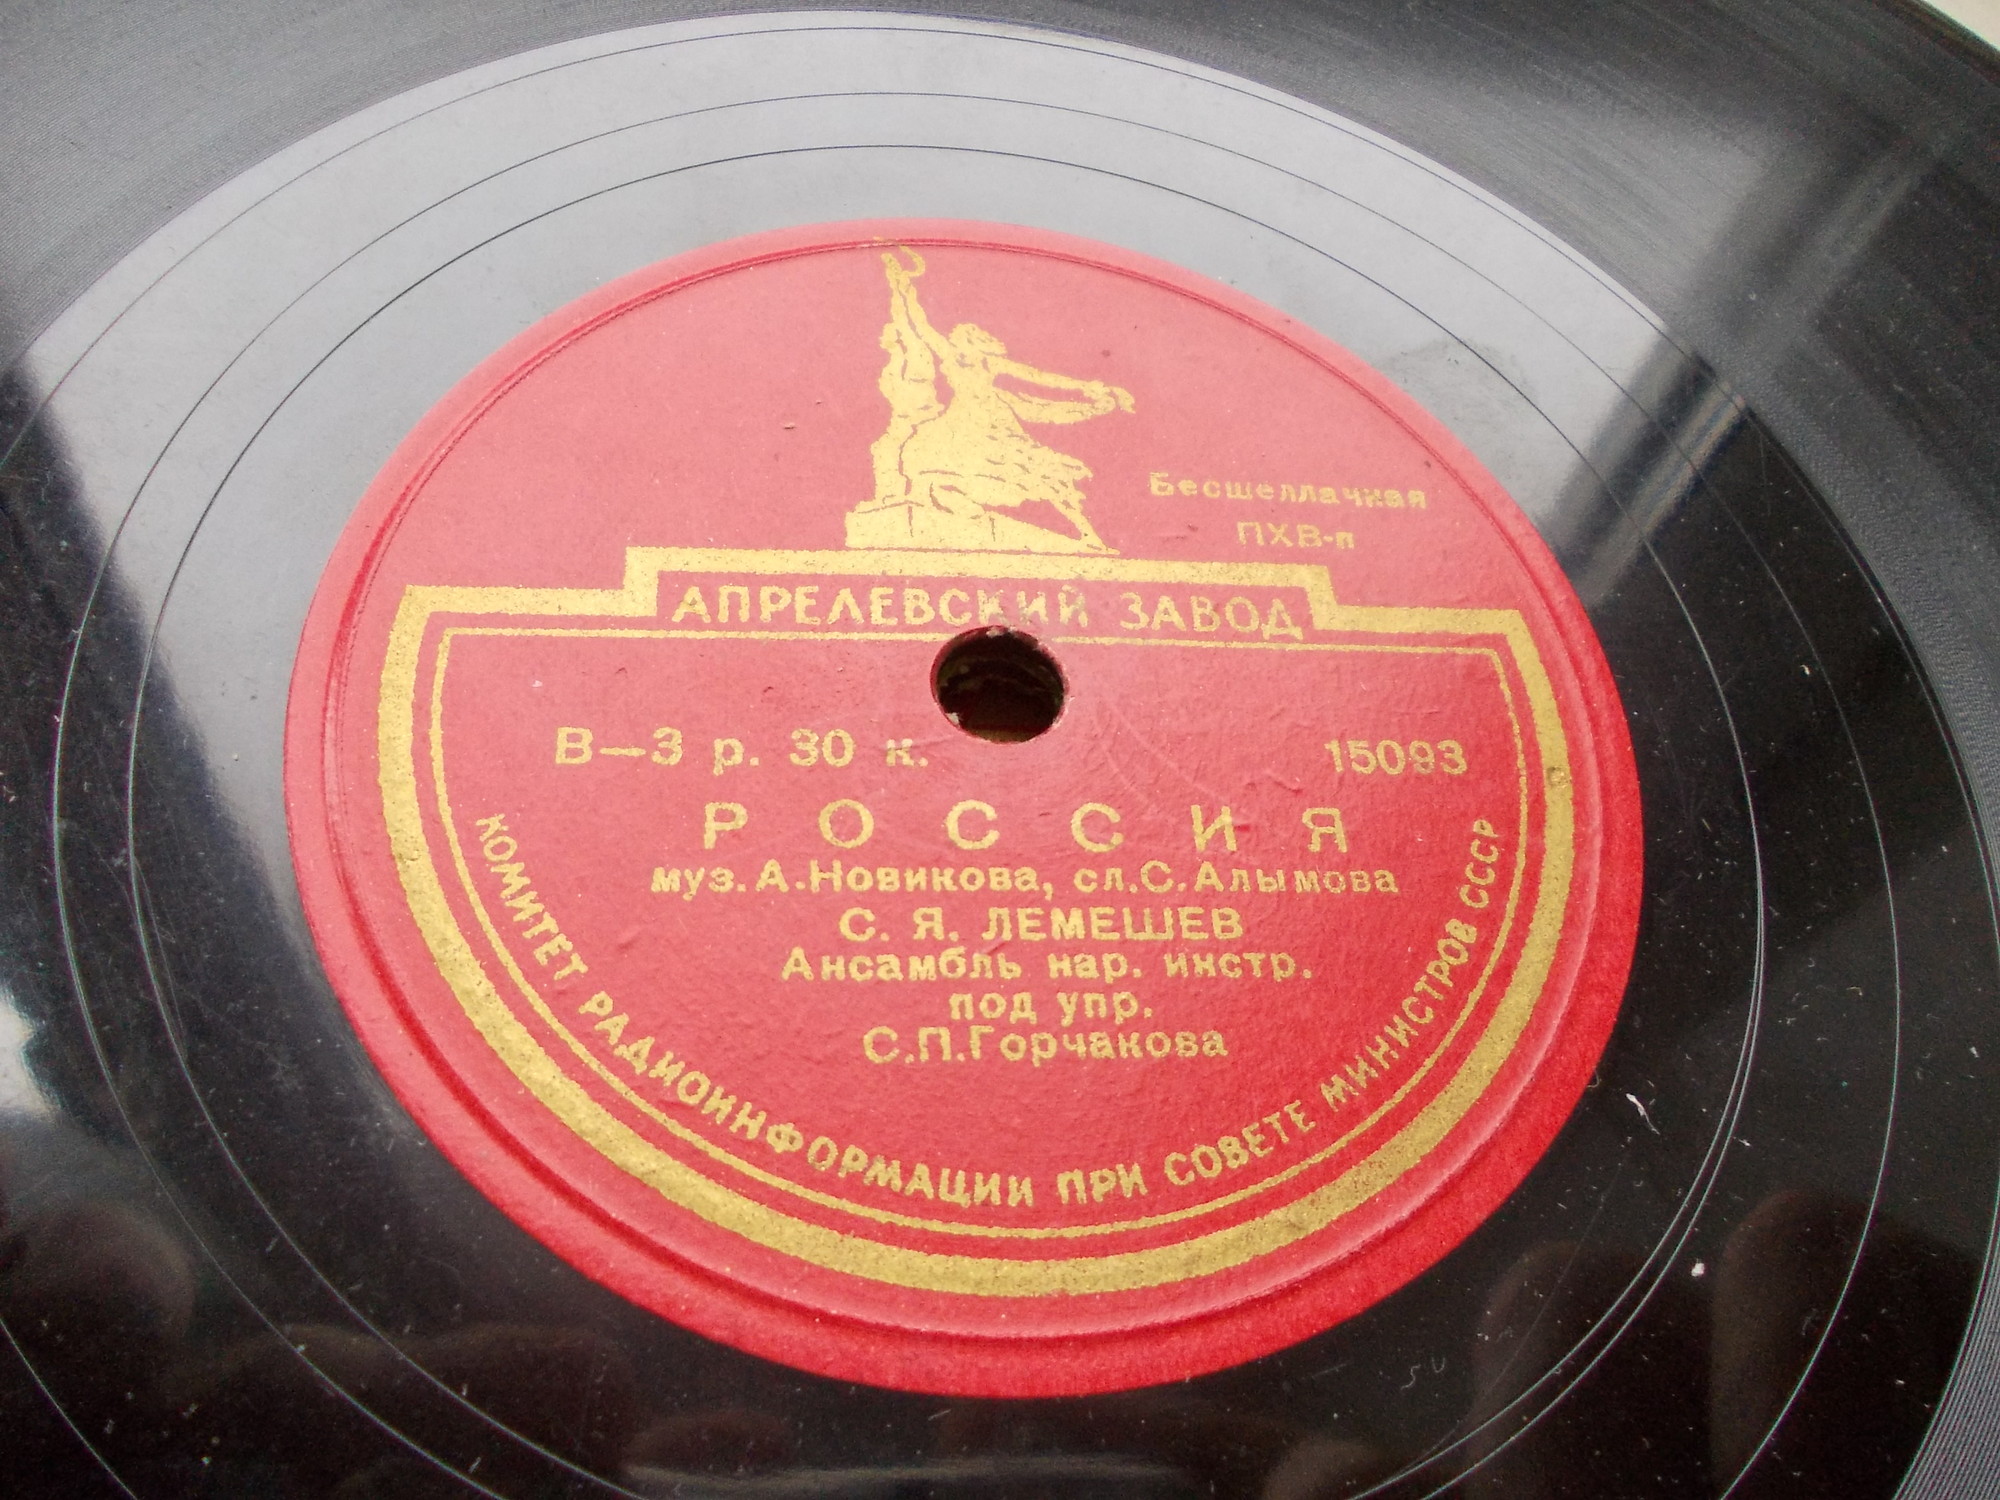 Бесшеллачкая
ПХВ-п
АПРЕЛЕВСКИЙ ЗАВОД
В—3 р. 30 к.
15093
РОССИЯ
муз. А. Новикова, сл. С. Алымова
С. Я. ЛЕМЕШЕВ
Ансамбль нар. инстр.
под упр.
С.П.Горчакова
КОМИТЕТ РАДИОИНФОРМАЦИИ ПРИ СОВЕТЕ МИНИСТРОВ СССР